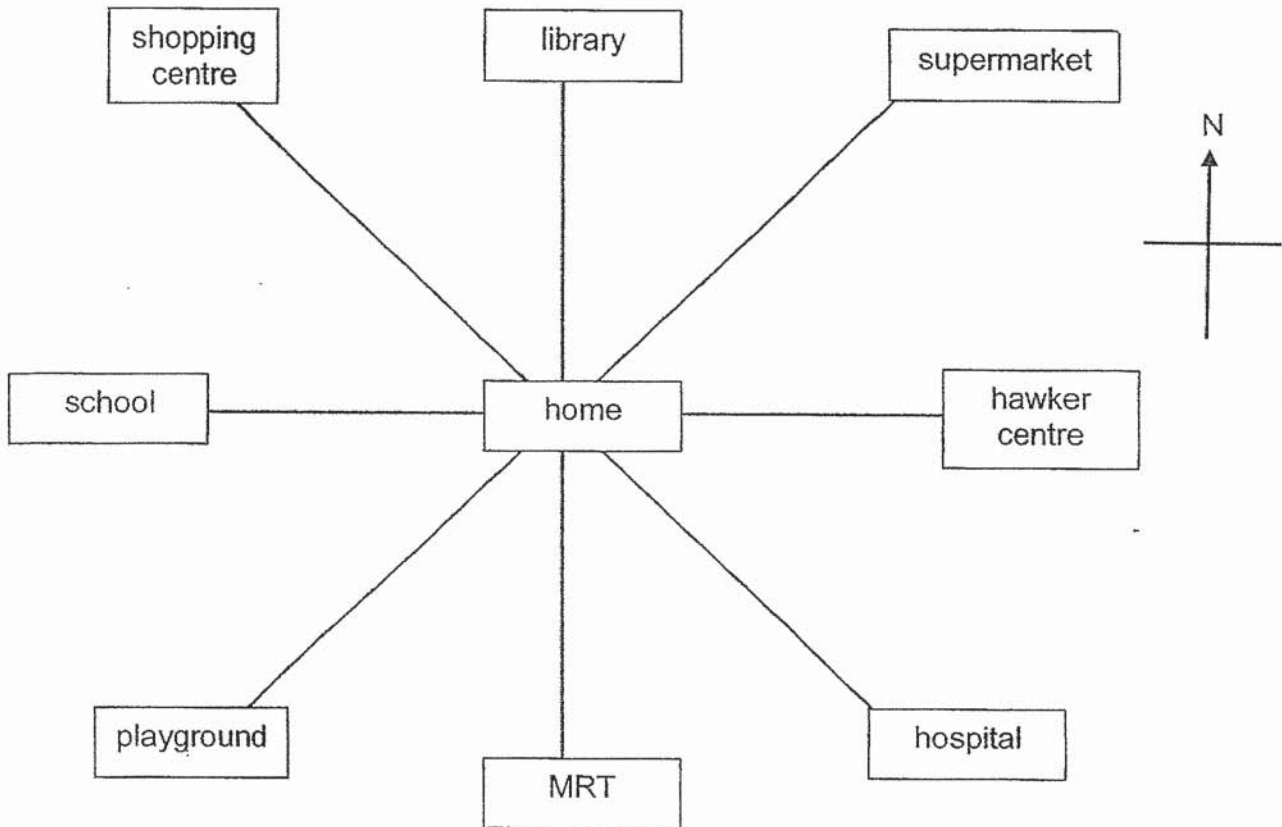 shopping
centre
library
supermarket
N
school
home
hawker
centre
playground
MRT
hospital